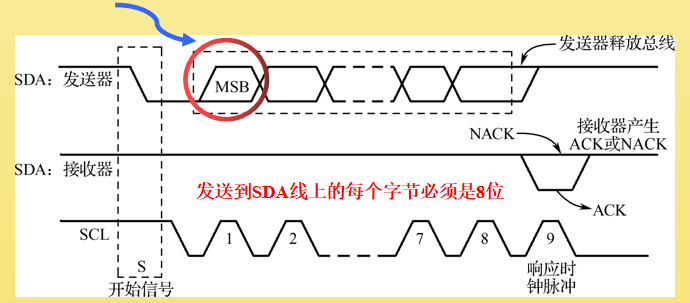 发送器释放总线
SDA：发送器
MSB
NACK
接收器产生
ACK或NACK
SDA：接收器
发送到SDA线上的每个字节必须是8位
ACK
SCL
1
2
7
8
9
S
开始信号
响应时
钟脉冲